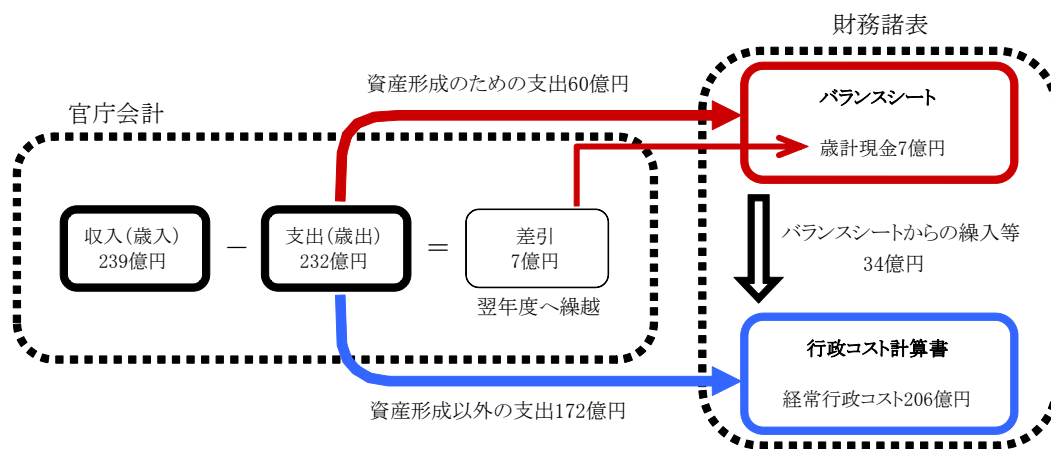 財務諸表
資産形成のための支出60億円
バランスシート
官庁会計
歳計現金7億円
収入(歳入)
239億円
−
支出(歳出)
232億円
=
差引
7億円
バランスシートからの繰入等
34億円
翌年度へ繰越
行政コスト計算書
経常行政コスト206億円
資産形成以外の支出172億円